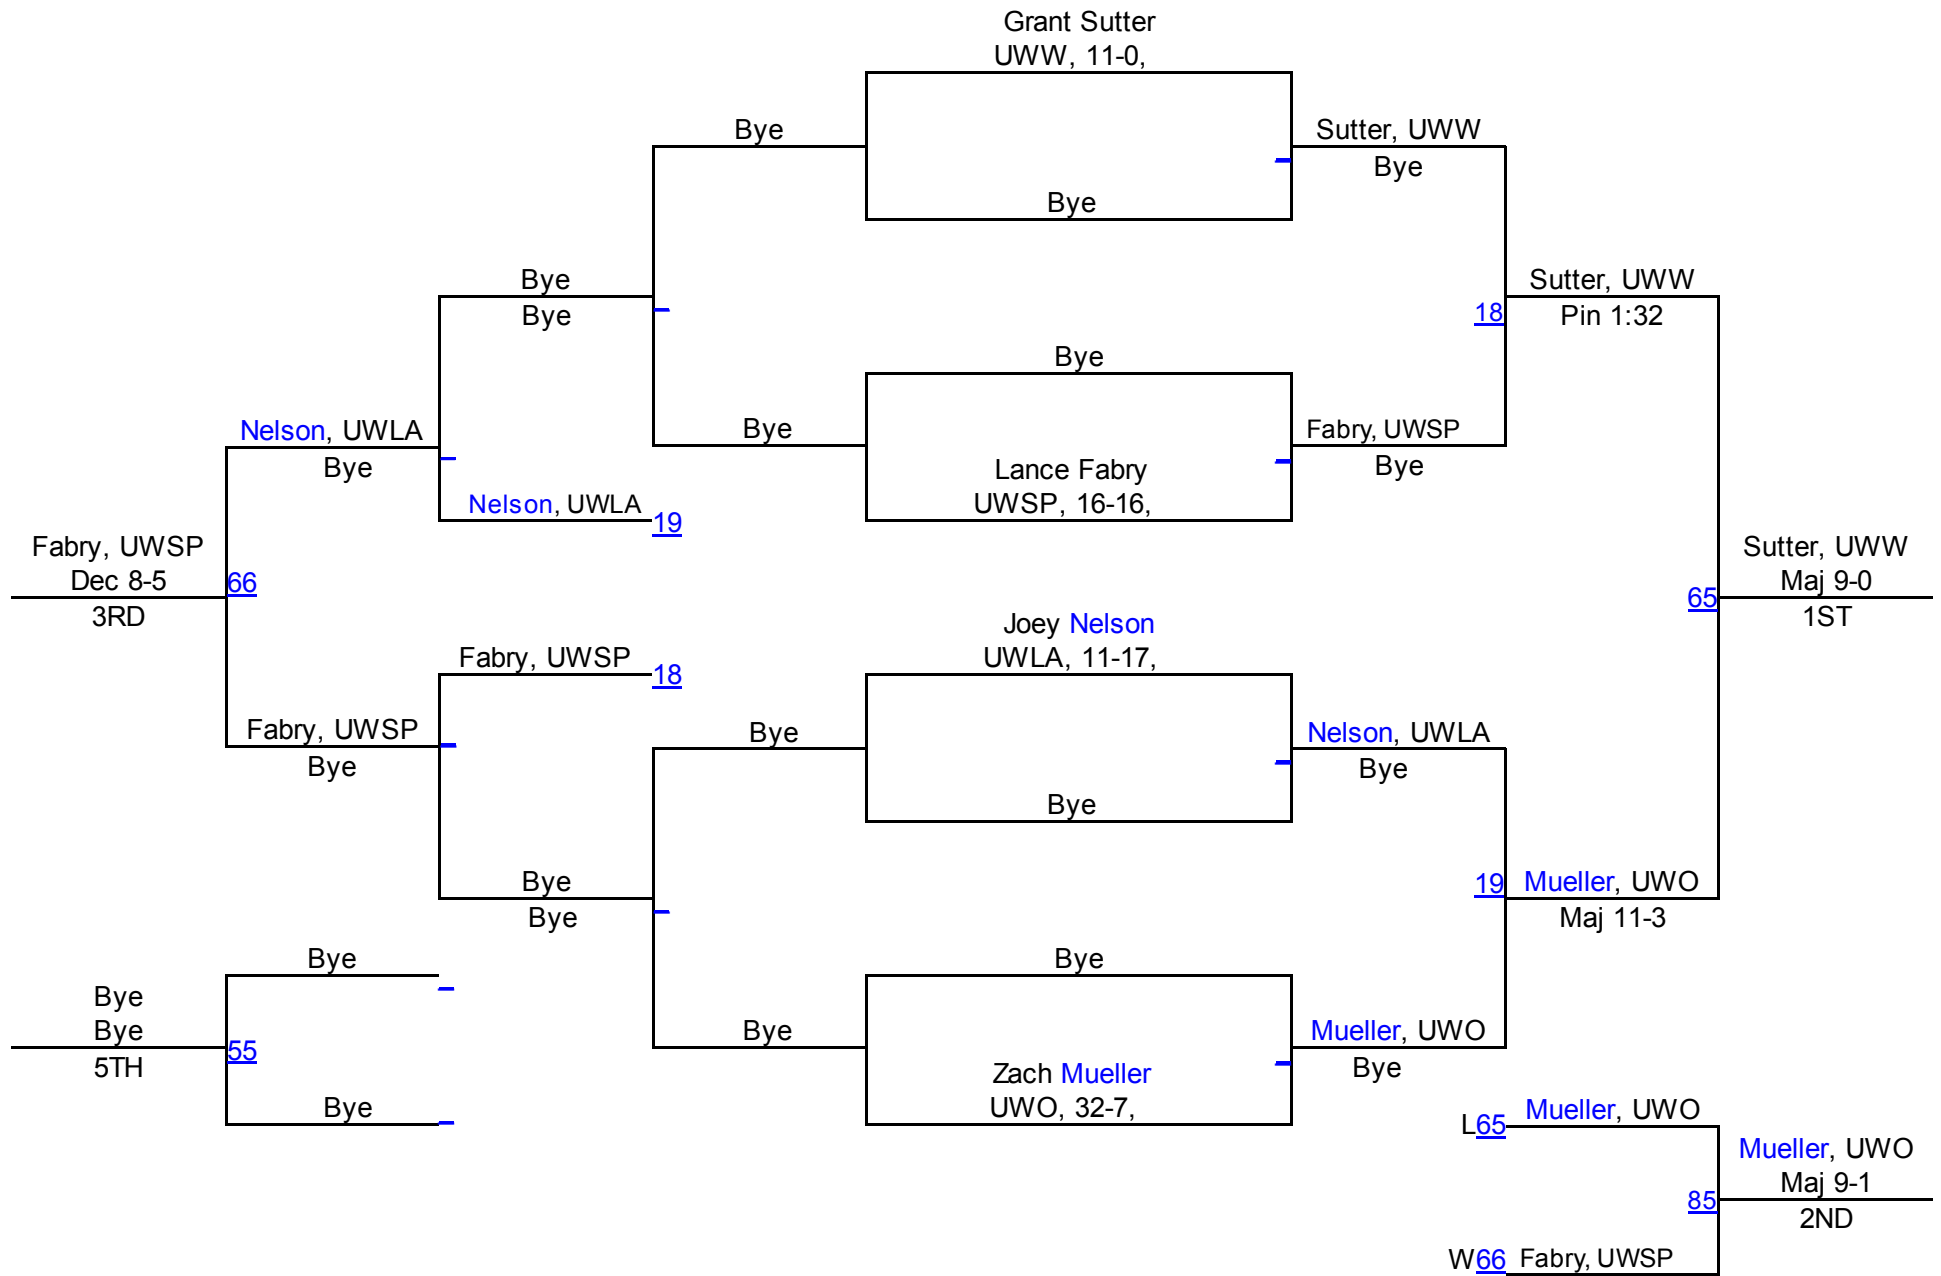 Grant Sutter
UWW, 11-0,
Bye
Sutter, UWW
Bye
Bye
Bye
Bye
Sutter, UWW
18
Pin 1:32
Bye
Nelson, UWLA
Bye
Bye
Fabry, UWSP
Bye
Lance Fabry
UWSP, 16-16,
Nelson, UWLA
19
Fabry, UWSP
Dec 8-5
66
3RD
Sutter, UWW
Maj 9-0
65
1ST
Joey Nelson
UWLA, 11-17,
Fabry, UWSP
18
Fabry, UWSP
Bye
Bye
Nelson, UWLA
Bye
Bye
Bye
Bye
19
Mueller, UWO
Maj 11-3
Bye
Bye
Bye
Bye
55
5TH
Bye
Bye
Mueller, UWO
Bye
Zach Mueller
UWO, 32-7,
L65
Mueller, UWO
Mueller, UWO
Maj 9-1
85
2ND
W66
Fabry, UWSP